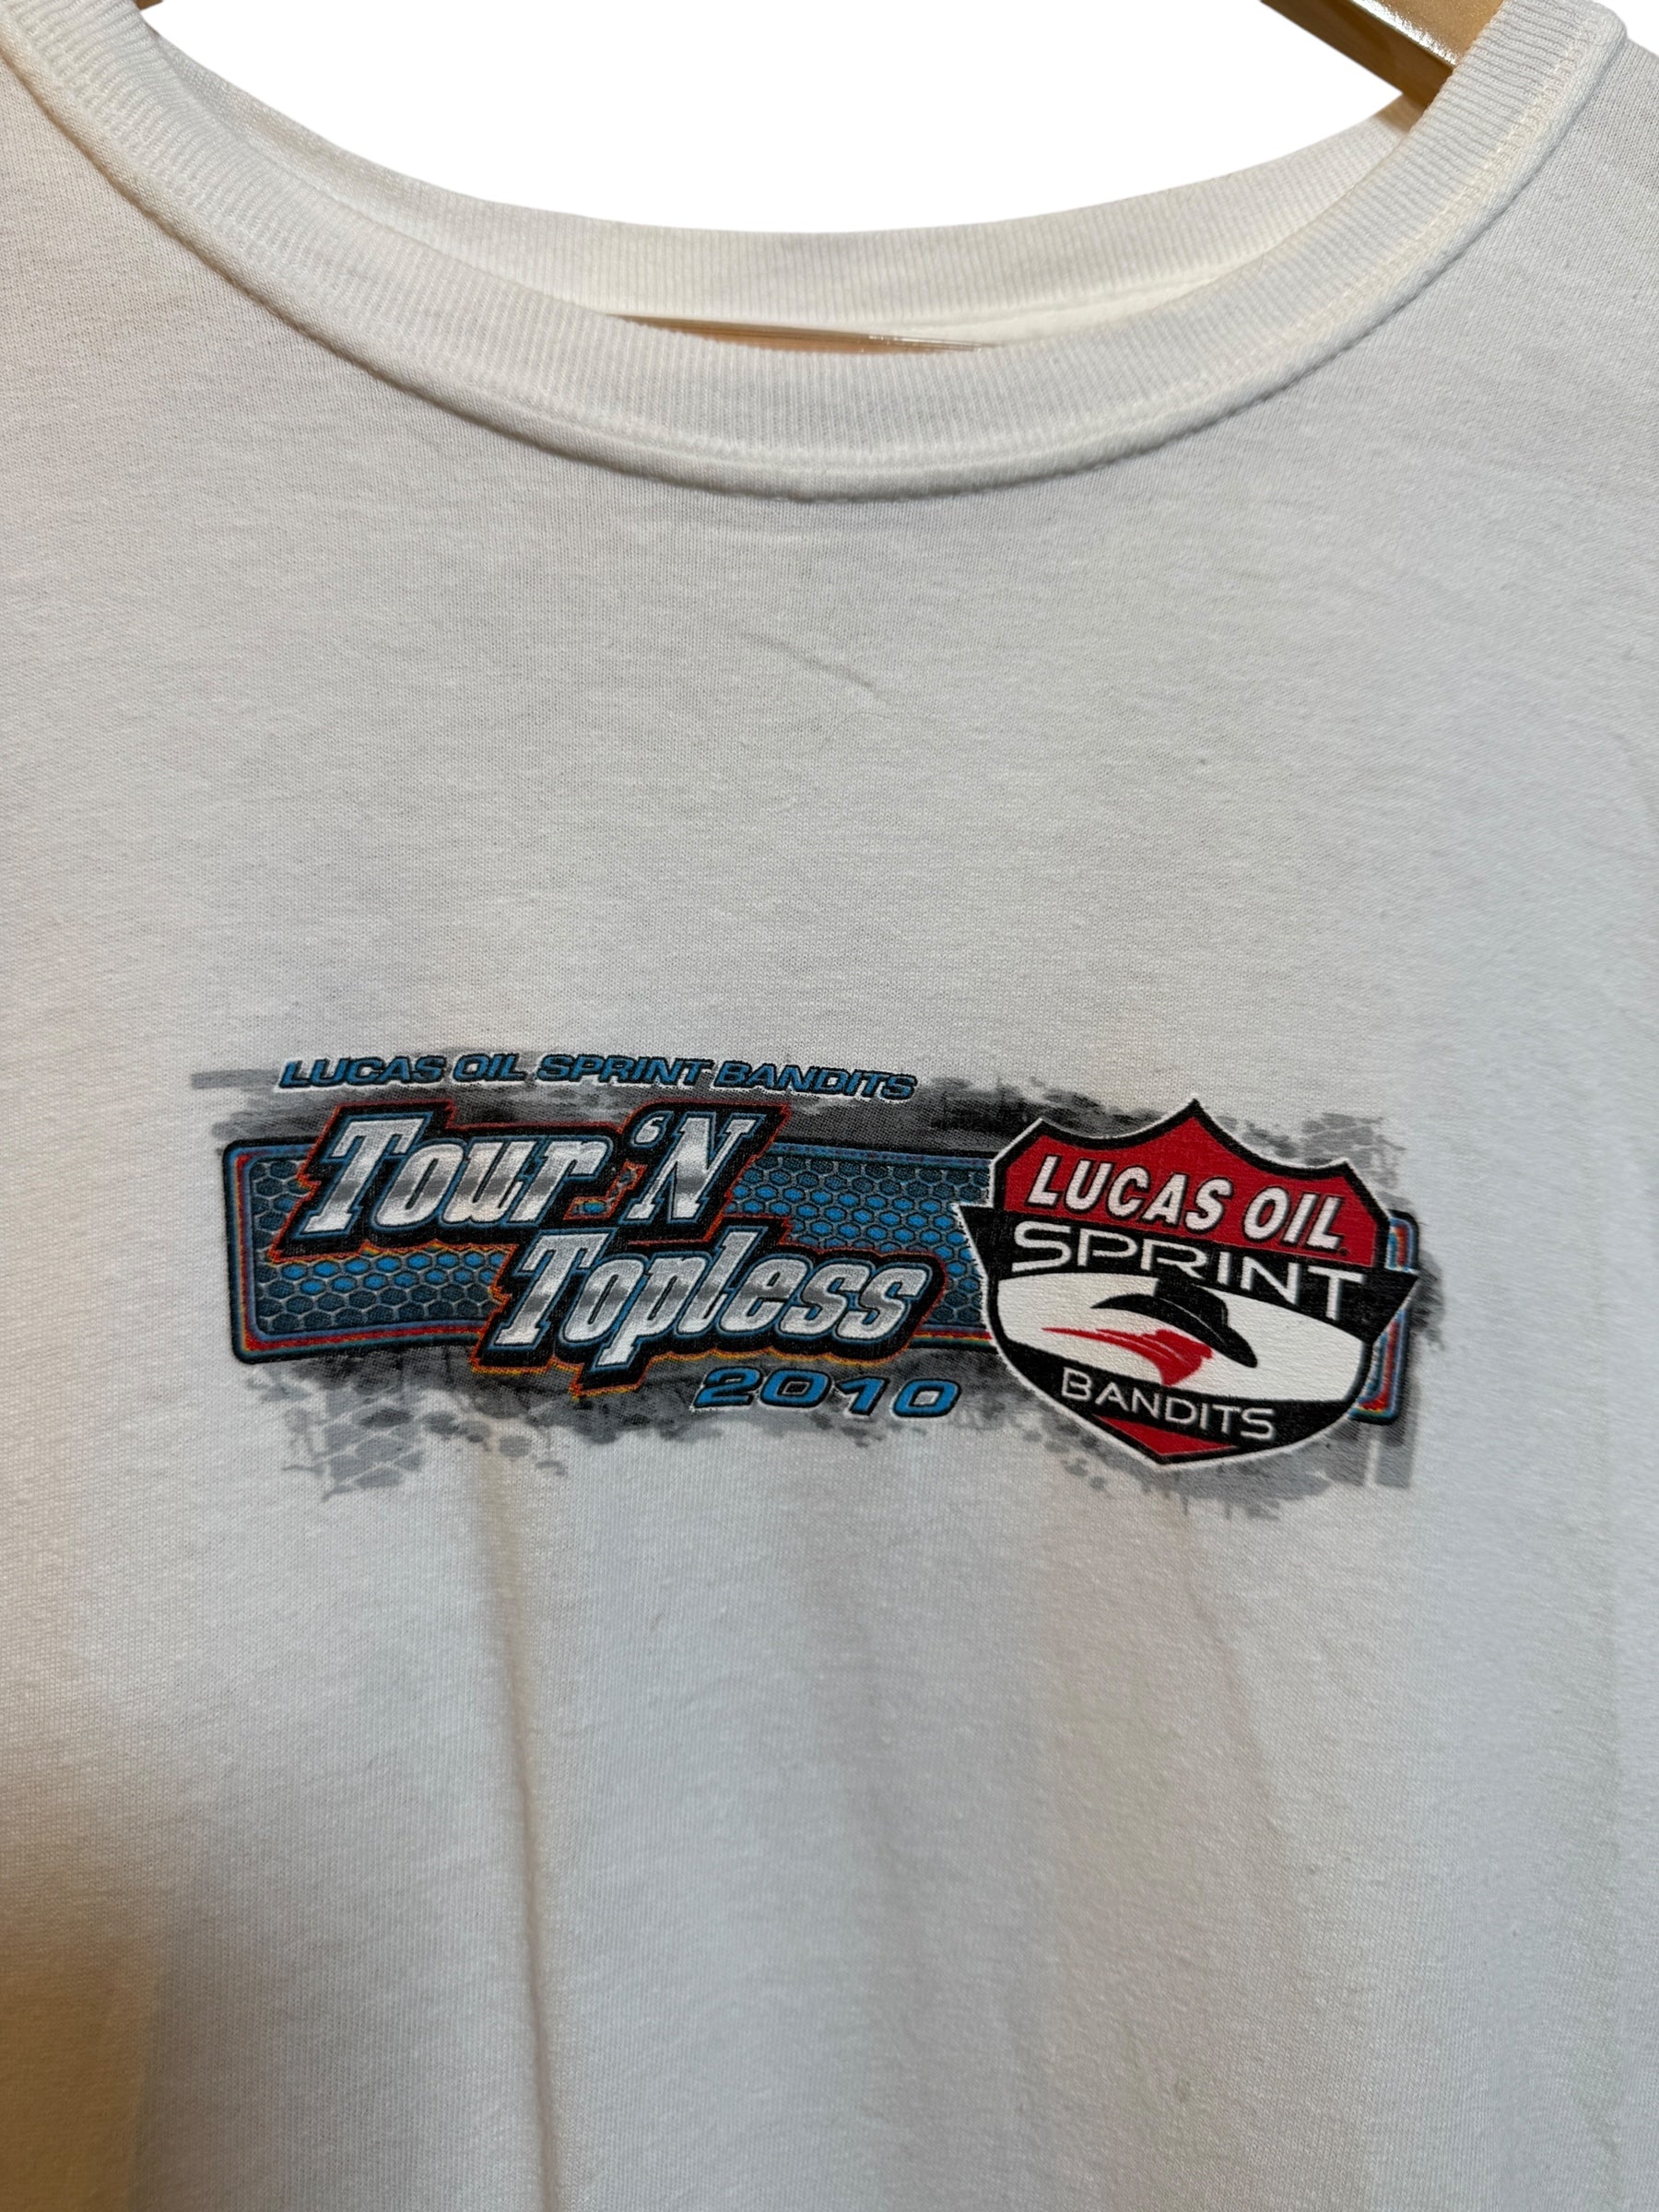 LUCAS OIL SPRINT BANDITS
Tour 'N
Topless
2010
LUCAS OIL
SPRINT
BANDITS